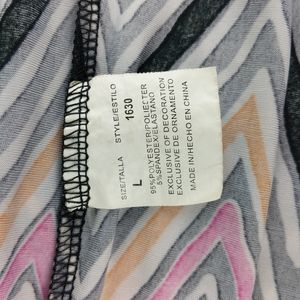 STYLE/ESTILO
1630
SIZE/TALLA
L
95%POLYESTER/POLIESTER
5%SPANDEX/ELASTANO
EXCLUSIVE OF DECORATION
EXCLUSIVE DE ORNAMENTO
MADE IN/HECHO EN CHINA